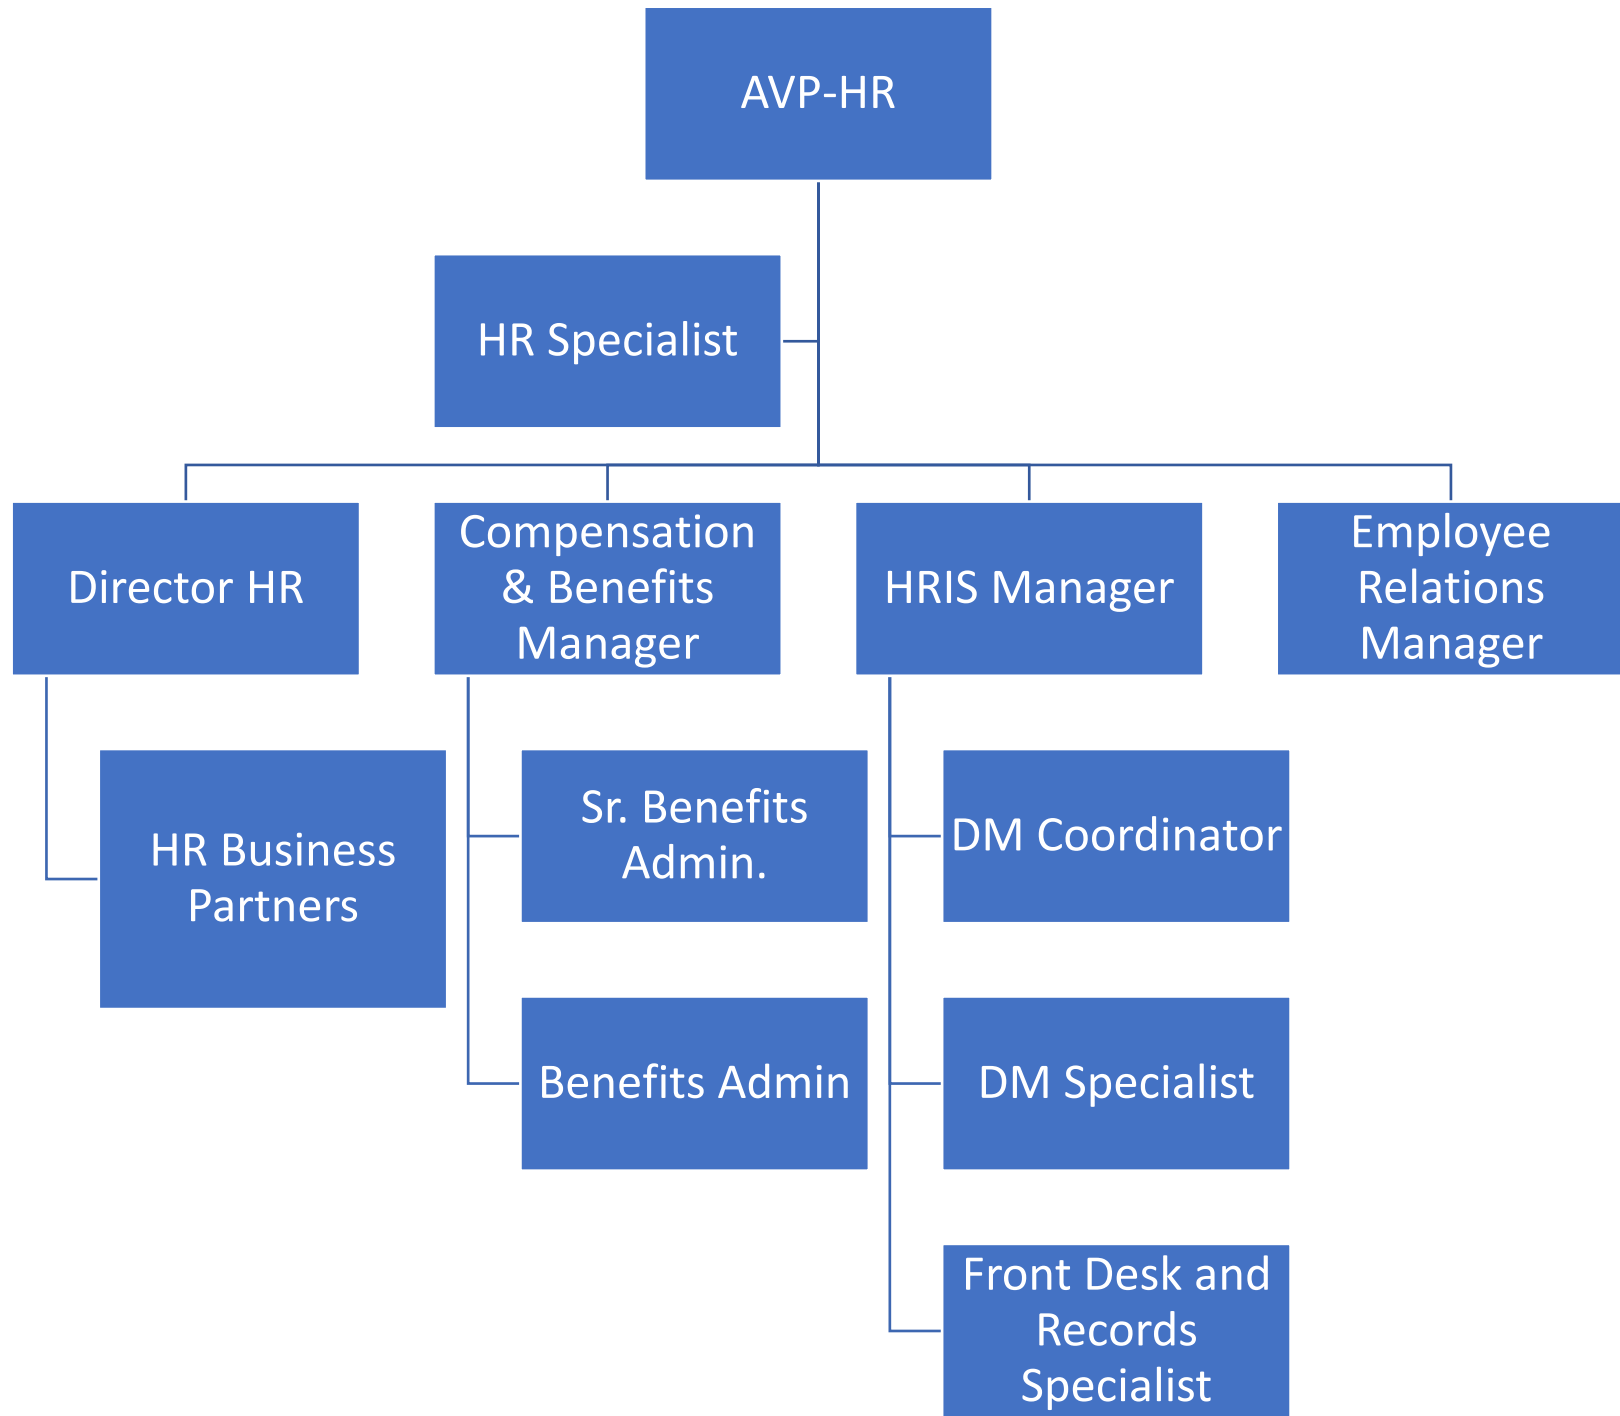 AVP-HR
HR Specialist
Director HR
Compensation
& Benefits
Manager
HRIS Manager
Employee
Relations
Manager
HR Business
Partners
Sr. Benefits
Admin.
DM Coordinator
Benefits Admin
DM Specialist
Front Desk and
Records
Specialist